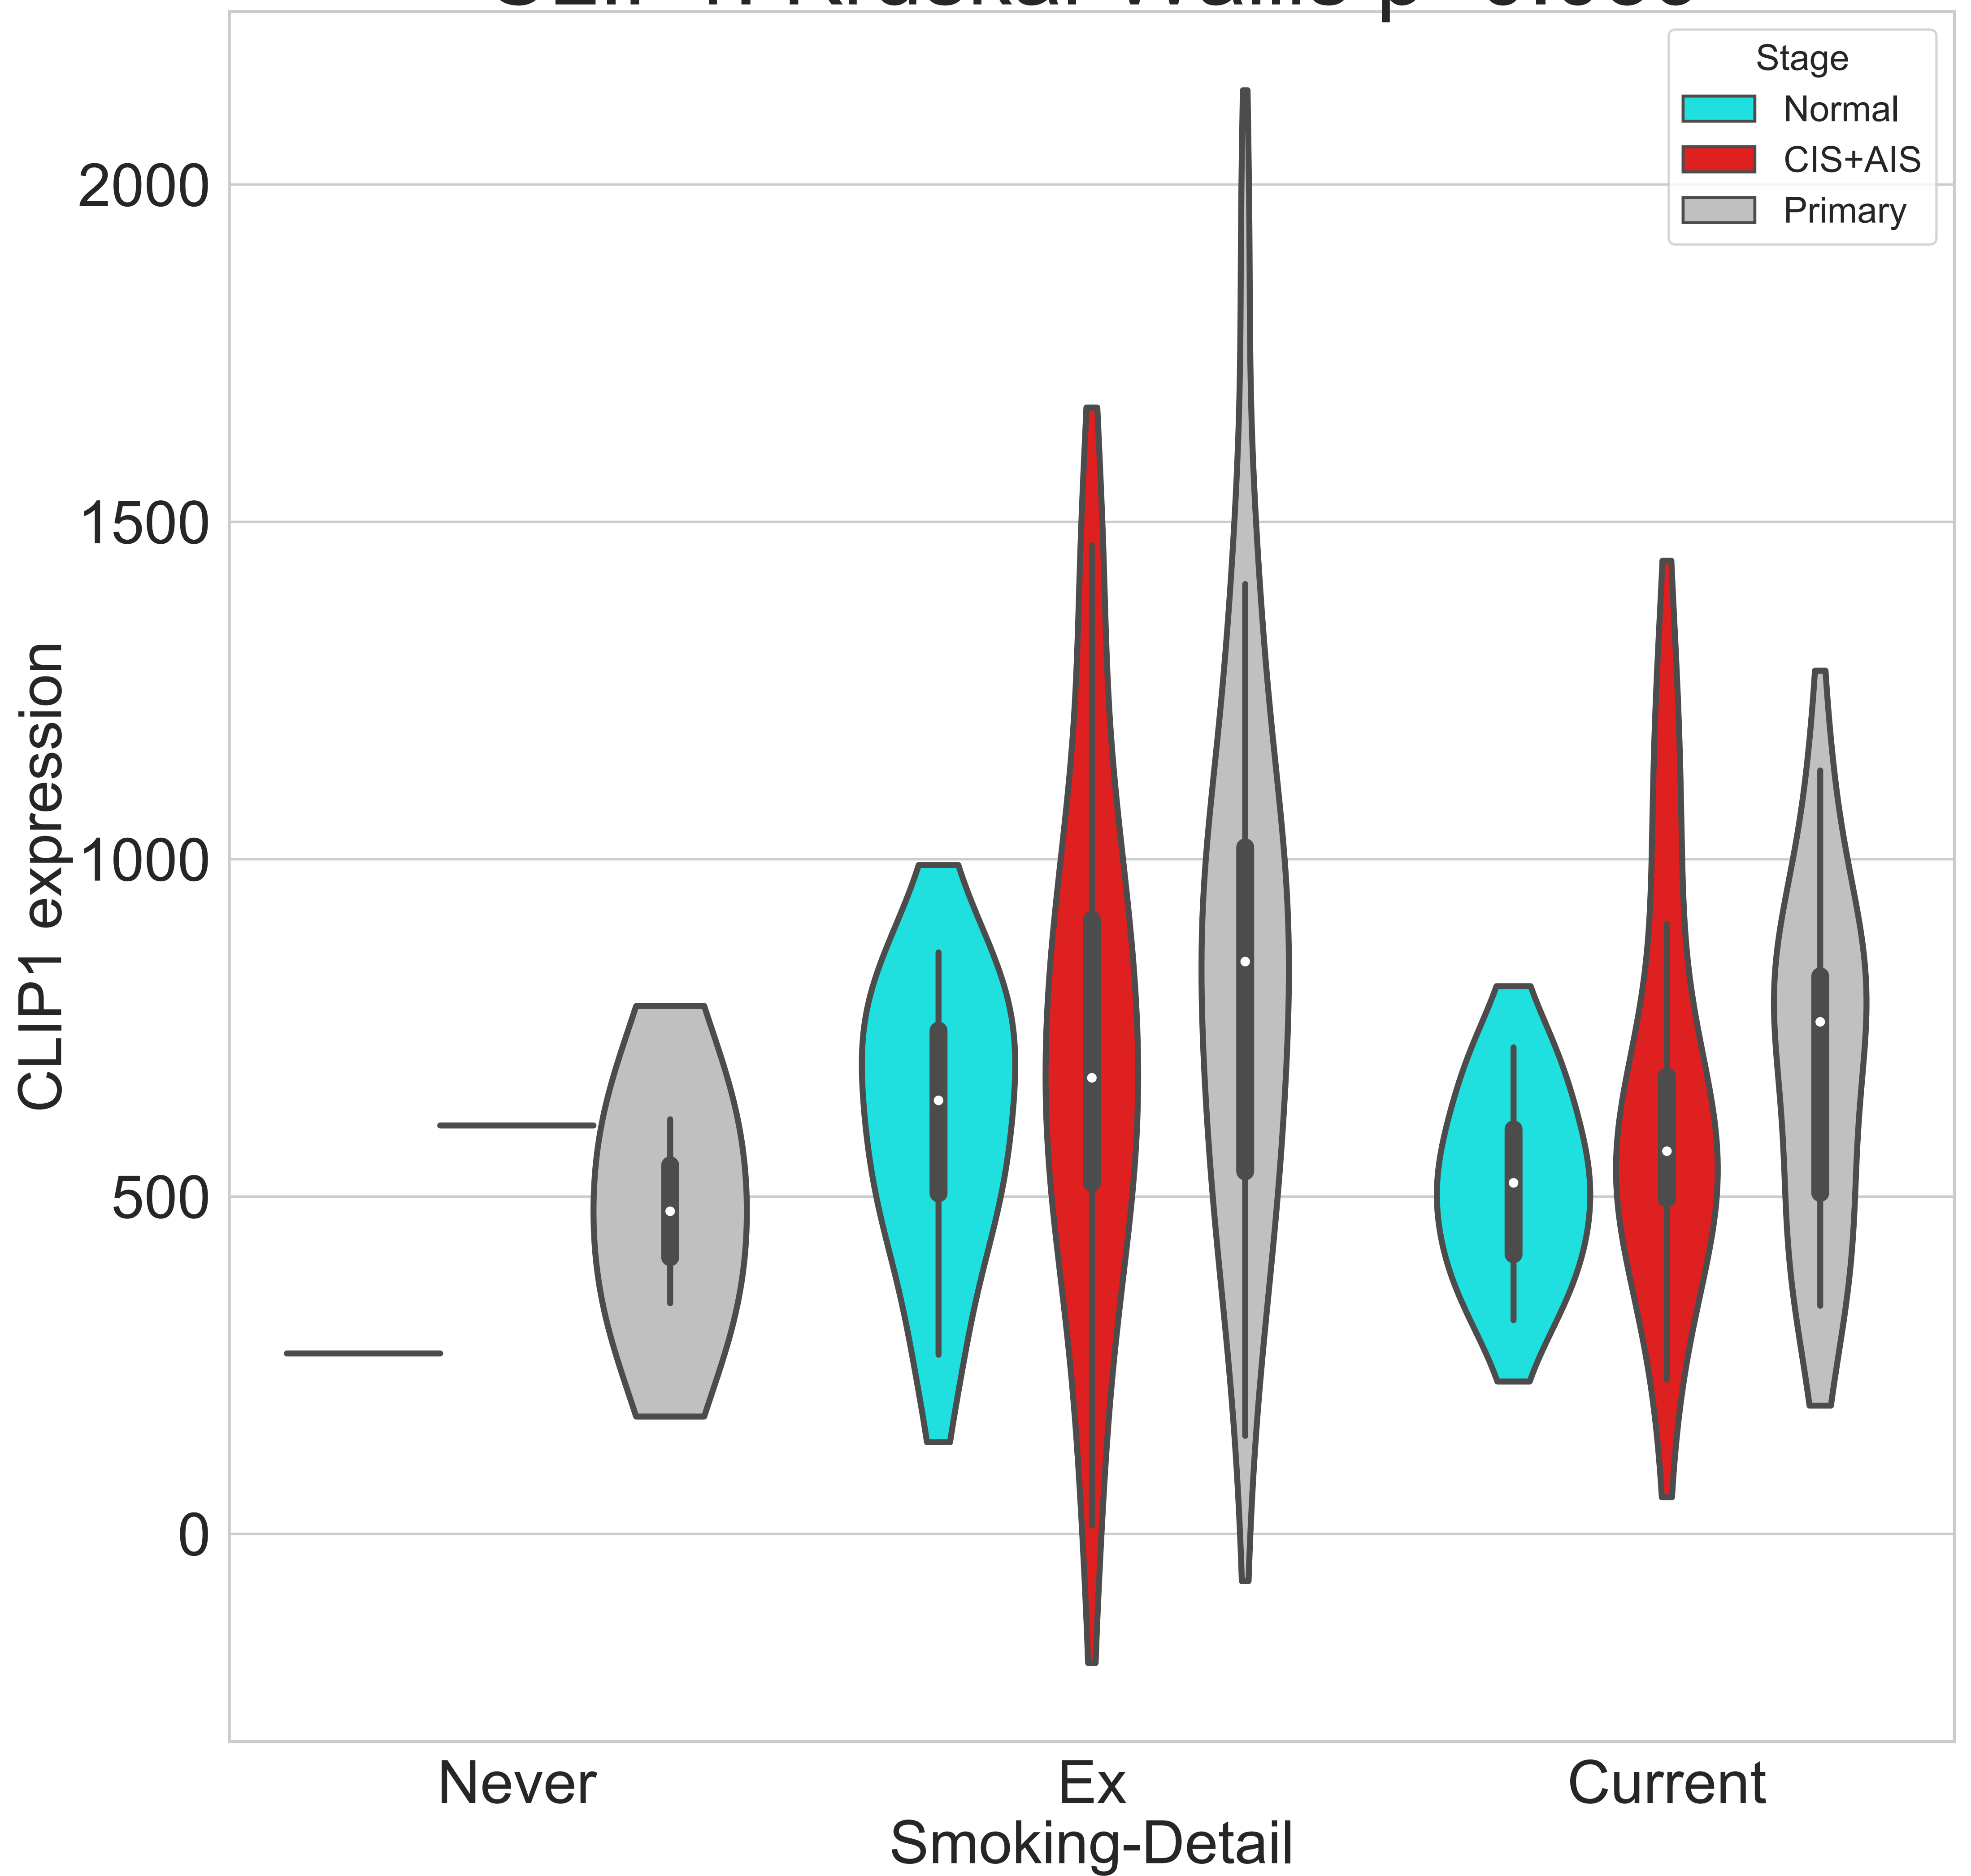 Stage
Normal
CIS+AIS
Primary
2000
1500
1000
500
0
CLIP1 expression
Never
Ex
Current
Smoking-Detail